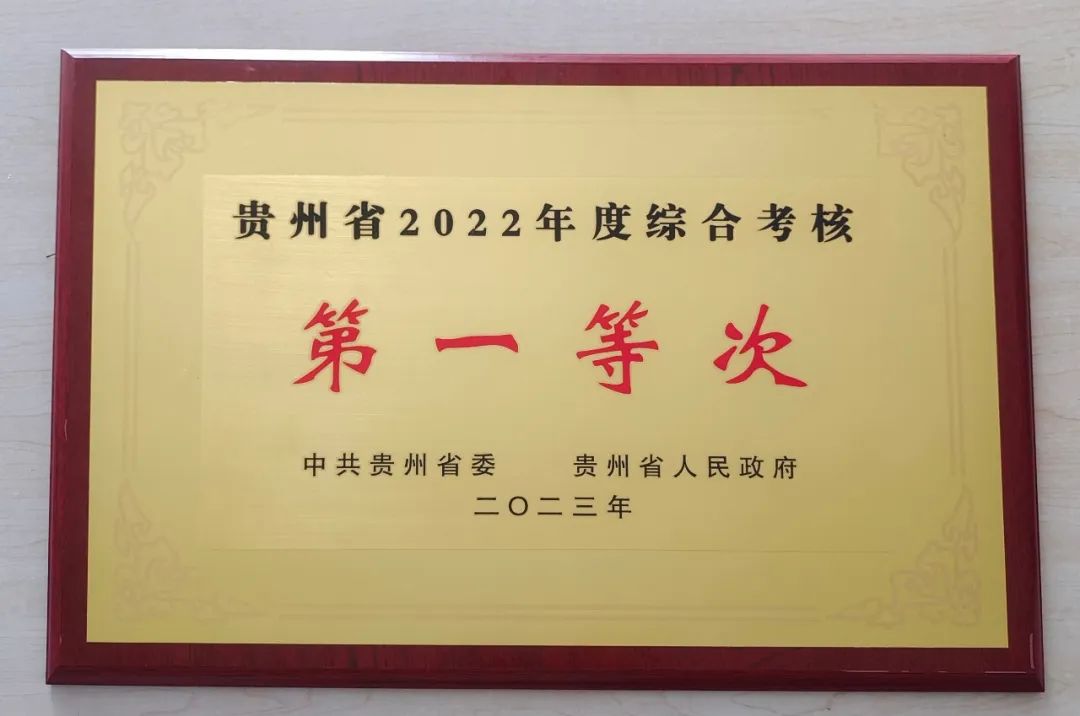 贵州省2022年度综合考核
第一等次
中共贵州省委 贵州省人民政府
二〇二三年